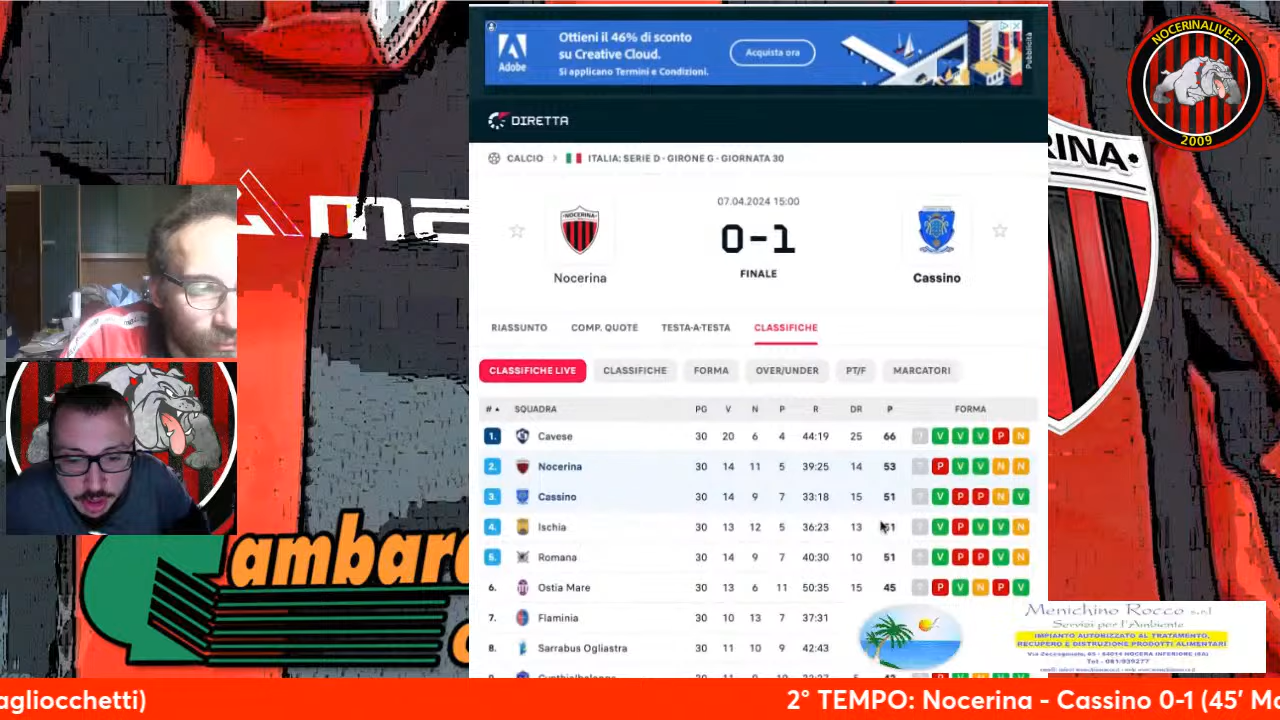 NOCERINALIVE.IT
2009
Adobe
Ottieni il 46% di sconto
su Creative Cloud.
Si applicano Termini e Condizioni.
Acquista ora
Pubblicità
DIRETTA
CALCIO > ITALIA: SERIE D - GIRONE G - GIORNATA 30
07.04.2024 15:00
NOCERINA
0-1
FINALE
Nocerina
Cassino
RIASSUNTO COMP. QUOTE TESTA-A-TESTA CLASSIFICHE
CLASSIFICHE LIVE CLASSIFICHE FORMA OVER/UNDER PT/F MARCATORI
# SQUADRA PG V N P R DR P FORMA
1. Cavese 30 20 6 4 44:19 25 66 ? V V V P N
2. Nocerina 30 14 11 5 39:25 14 53 ? P V V N N
3. Cassino 30 14 9 7 33:18 15 51 ? V P P N V
4. Ischia 30 13 12 5 36:23 13 51 ? V P V V N
5. Romana 30 14 9 7 40:30 10 51 ? V P P V N
6. Ostia Mare 30 13 6 11 50:35 15 45 ? P V N P V
7. Flaminia 30 10 13 7 37:31
8. Sarrabus Ogliastra 30 11 10 9 42:43
RINA
Gambar
Menichino Rocco s.r.l
Servizi per l'Ambiente
IMPIANTO AUTORIZZATO AL TRATTAMENTO,
RECUPERO E DISTRUZIONE PRODOTTI ALIMENTARI
Tel - 081/939277
agliocchetti)
2° TEMPO: Nocerina - Cassino 0-1 (45' Ma